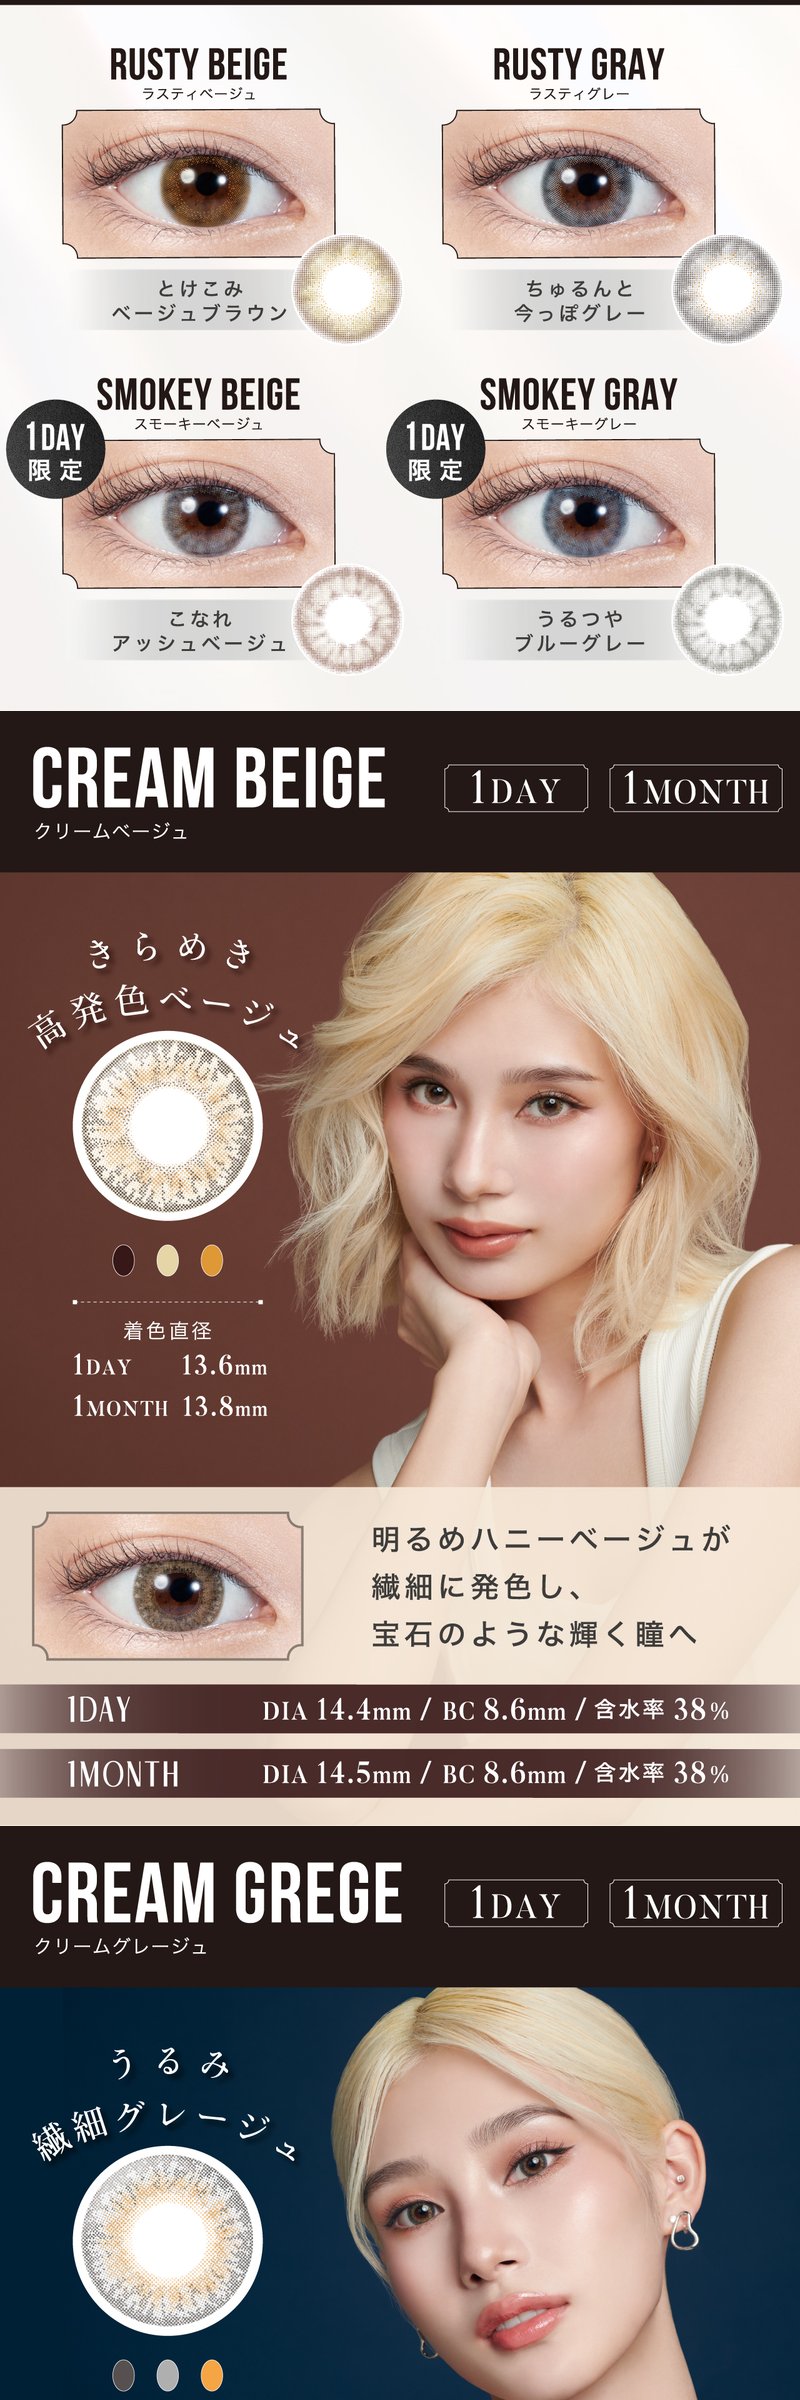 RUSTY BEIGE
ラスティベージュ
とけこみ
ベージュブラウン
RUSTY GRAY
ラスティグレー
ちゅるんと
今っぽグレー
SMOKEY BEIGE
スモーキーベージュ
1DAY
限定
こなれ
アッシュベージュ
SMOKEY GRAY
スモーキーグレー
1DAY
限定
うるつや
ブルーグレー
CREAM BEIGE
クリームベージュ
1DAY
1MONTH
きらめき
高発色ベージュ
着色直径
1DAY 13.6mm
1MONTH 13.8mm
明るめハニーベージュが
繊細に発色し、
宝石のような輝く瞳へ
1DAY DIA 14.4mm / BC 8.6mm / 含水率 38%
1MONTH DIA 14.5mm / BC 8.6mm / 含水率 38%
CREAM GREGE
クリームグレージュ
1DAY
1MONTH
うるみ
繊細グレージュ